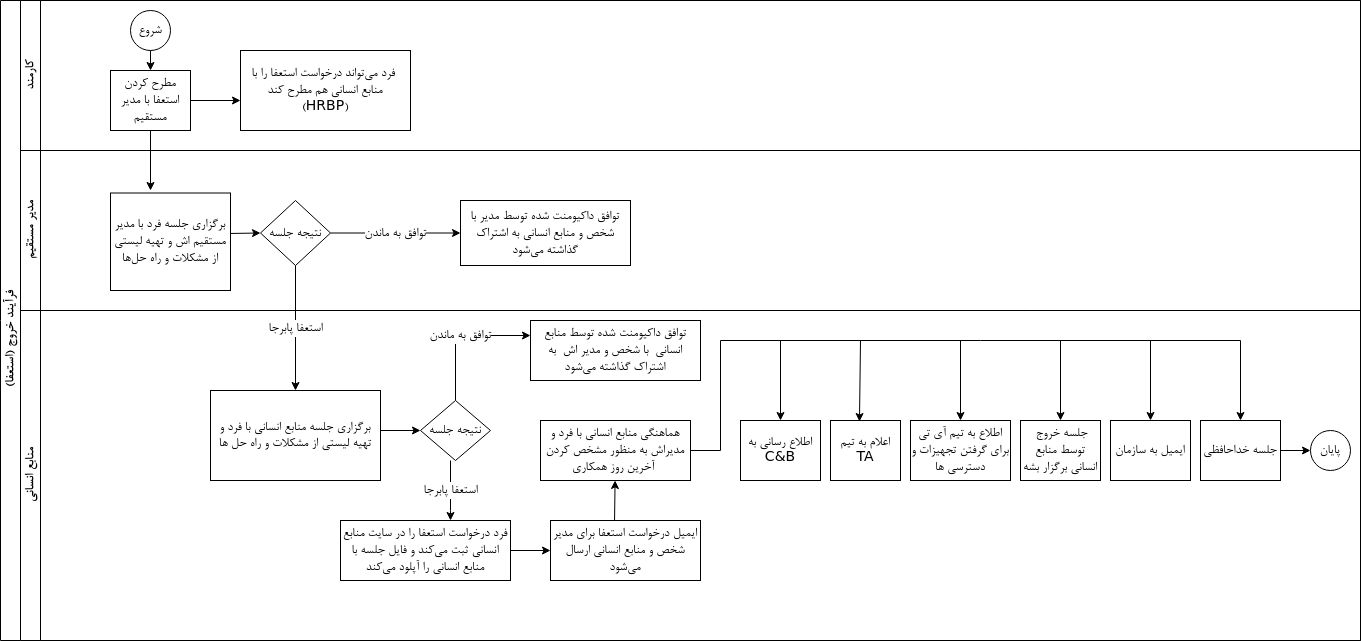 فرآیند خروج (استعفا)
کارمند
شروع
مطرح کردن
استعفا با مدیر
مستقیم
فرد می‌تواند درخواست استعفا را با
منابع انسانی هم مطرح کند
(HRBP)
مدیر مستقیم
برگزاری جلسه فرد با مدیر
مستقیم اش و تهیه لیستی
از مشکلات و راه حل‌ها
نتیجه جلسه
توافق به ماندن
توافق داکیومنت شده توسط مدیر با
شخص و منابع انسانی به اشتراک
گذاشته می‌شود
استعفا پابرجا
منابع انسانی
برگزاری جلسه منابع انسانی با فرد و
تهیه لیستی از مشکلات و راه حل ها
نتیجه جلسه
توافق به ماندن
توافق داکیومنت شده توسط منابع
انسانی با شخص و مدیر اش به
اشتراک گذاشته می‌شود
استعفا پابرجا
فرد درخواست استعفا را در سایت منابع
انسانی ثبت می‌کند و فایل جلسه با
منابع انسانی را آپلود می‌کند
ایمیل درخواست استعفا برای مدیر
شخص و منابع انسانی ارسال
می‌شود
هماهنگی منابع انسانی با فرد و
مدیراش به منظور مشخص کردن
آخرین روز همکاری
اطلاع رسانی به
C&B
اعلام به تیم
TA
اطلاع به تیم آی تی
برای گرفتن تجهیزات و
دسترسی ها
جلسه خروج
توسط منابع
انسانی برگزار بشه
ایمیل به سازمان
جلسه خداحافظی
پایان